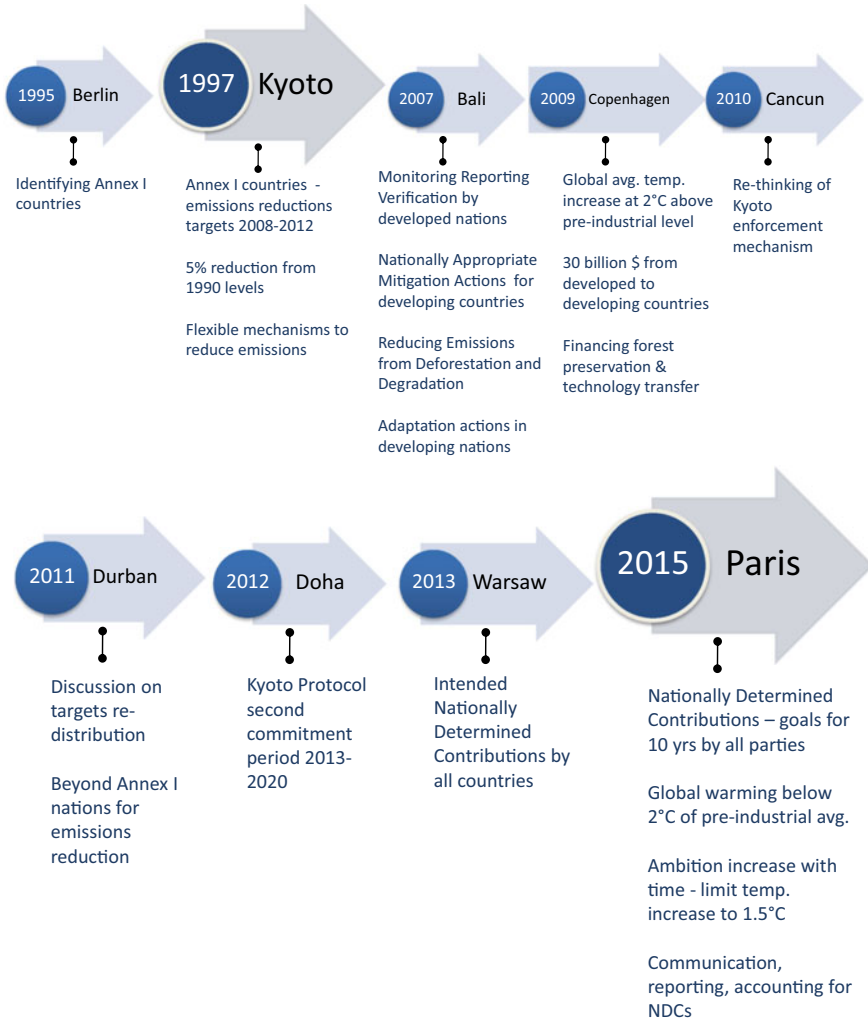 1995 Berlin
Identifying Annex I
countries
1997 Kyoto
Annex I countries -
emissions reductions
targets 2008-2012
5% reduction from
1990 levels
Flexible mechanisms to
reduce emissions
2007 Bali
Monitoring Reporting
Verification by
developed nations
Nationally Appropriate
Mitigation Actions for
developing countries
Reducing Emissions
from Deforestation and
Degradation
Adaptation actions in
developing nations
2009 Copenhagen
Global avg. temp.
increase at 2°C above
pre-industrial level
30 billion $ from
developed to
developing countries
Financing forest
preservation &
technology transfer
2010 Cancun
Re-thinking of
Kyoto
enforcement
mechanism
2011 Durban
Discussion on
targets re-
distribution
Beyond Annex I
nations for
emissions
reduction
2012 Doha
Kyoto Protocol
second
commitment
period 2013-
2020
2013 Warsaw
Intended
Nationally
Determined
Contributions by
all countries
2015 Paris
Nationally Determined
Contributions – goals for
10 yrs by all parties
Global warming below
2°C of pre-industrial avg.
Ambition increase with
time - limit temp.
increase to 1.5°C
Communication,
reporting, accounting for
NDCs